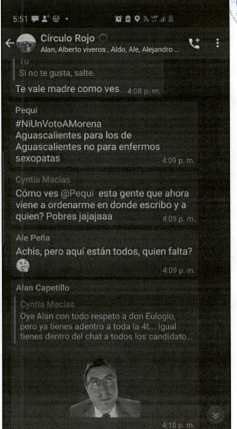 5:51
Círculo Rojo
Alan, Alberto viveros , Aldo, Ale, Alejandro ..
Tú
Si no te gusta, salte.
Te vale madre como ves 4:08 p. m.
Pequi
#NiUnVotoAMorena
Aguascalientes para los de
Aguascalientes no para enfermos
sexopatas
4:09 p. m.
Cyntia Macías
Cómo ves @Pequi esta gente que ahora
viene a ordenarme en donde escribo y a
quien? Pobres jajajaaa 4:09 p. m.
Ale Peña
Achis, pero aquí están todos, quien falta?
4:09 p. m.
Alan Capetillo
Cyntia Macías
Oye Alan con todo respeto a don Eulogio,
pero ya tienes adentro a toda la 4t... Igual
tienes dentro del chat a todos los candidato...
4:10 p. m.